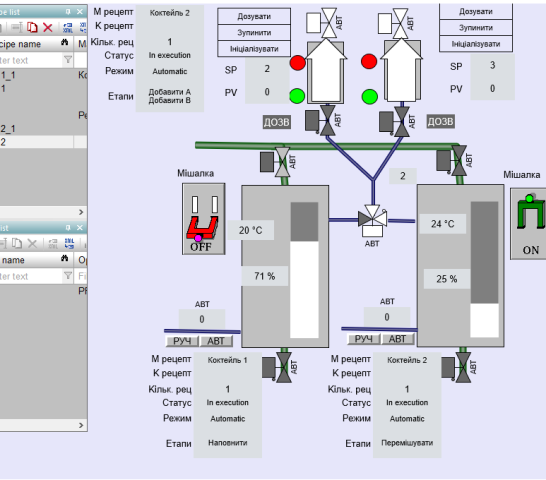 pe list
cipe name
M
ter text
1_1
Ко
1
Ре
2_1
2
list
name
O
ter text
Fi
PF
М рецепт Коктейль 2
К рецепт
Кільк. рец 1
Статус In execution
Режим Automatic
Етапи Добавити А
Добавити В
Дозувати
Зупинити
Ініціалізувати
SP 2
PV 0
АВТ
ДОЗВ
АВТ
Дозувати
Зупинити
Ініціалізувати
SP 3
PV 0
АВТ
ДОЗВ
АВТ
АВТ
АВТ
2
Мішалка
OFF
20 °C
71 %
АВТ
24 °C
25 %
Мішалка
ON
АВТ
0
РУЧ АВТ
АВТ
0
РУЧ АВТ
АВТ
АВТ
М рецепт Коктейль 1
К рецепт
Кільк. рец 1
Статус In execution
Режим Automatic
Етапи Наповнити
М рецепт Коктейль 2
К рецепт
Кільк. рец 1
Статус In execution
Режим Automatic
Етапи Перемішувати